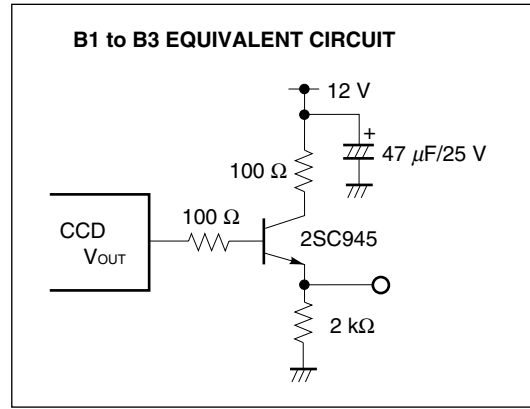 B1 to B3 EQUIVALENT CIRCUIT
12 V
+
47 μF/25 V
100 Ω
100 Ω
CCD
VOUT
2SC945
2 kΩ